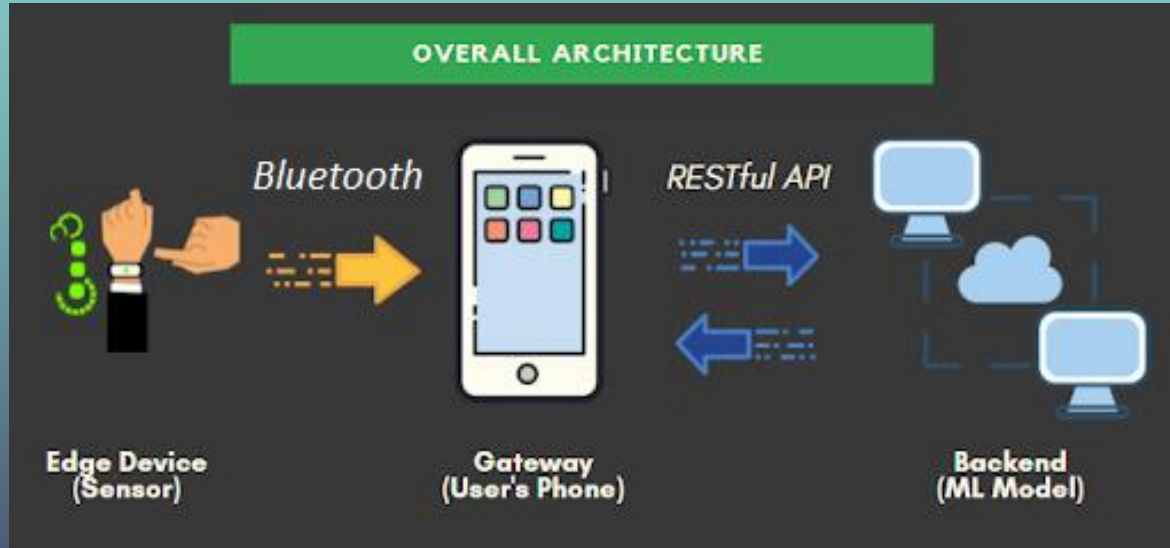 OVERALL ARCHITECTURE
Bluetooth
RESTful API
Edge Device
(Sensor)
Gateway
(User's Phone)
Backend
(ML Model)